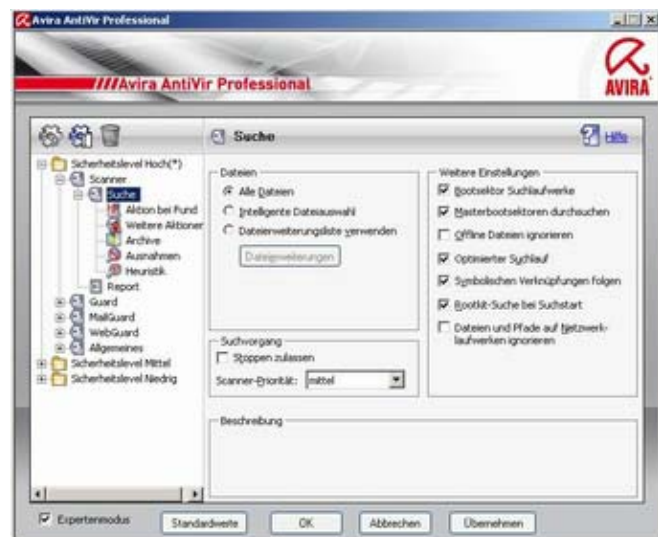 Avira AntiVir Professional
Avira AntiVir Professional
AVIRA
Suche
Hilfe
Sicherheitslevel Hoch(*)
Scanner
Suche
Aktion bei Fund
Weitere Aktionen
Archive
Ausnahmen
Heuristik
Report
Guard
MailGuard
WebGuard
Allgemeines
Sicherheitslevel Mittel
Sicherheitslevel Niedrig
Dateien
Alle Dateien
Intelligente Dateiauswahl
Dateierweiterungsliste verwenden
Dateierweiterungen
Suchvorgang
Stoppen zulassen
Scanner-Priorität: mittel
Weitere Einstellungen
Bootsektor Suchlaufwerke
Masterbootsektoren durchsuchen
Offline Dateien ignorieren
Optimierter Suchlauf
Symbolischen Verknüpfungen folgen
Rootkit-Suche bei Suchstart
Dateien und Pfade auf Netzwerk-
laufwerken ignorieren
Beschreibung
Expertenmodus
Standardwerte
OK
Abbrechen
Übernehmen